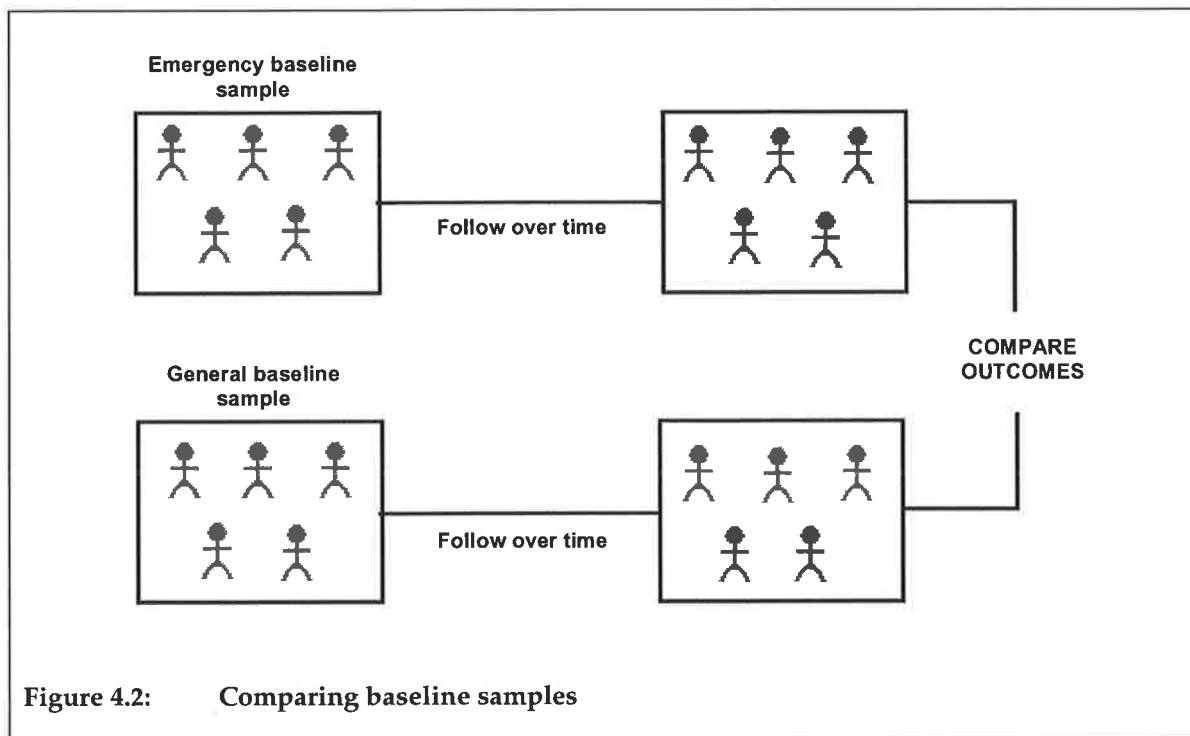 Emergency baseline
sample
Follow over time
COMPARE
OUTCOMES
General baseline
sample
Follow over time
Figure 4.2: Comparing baseline samples